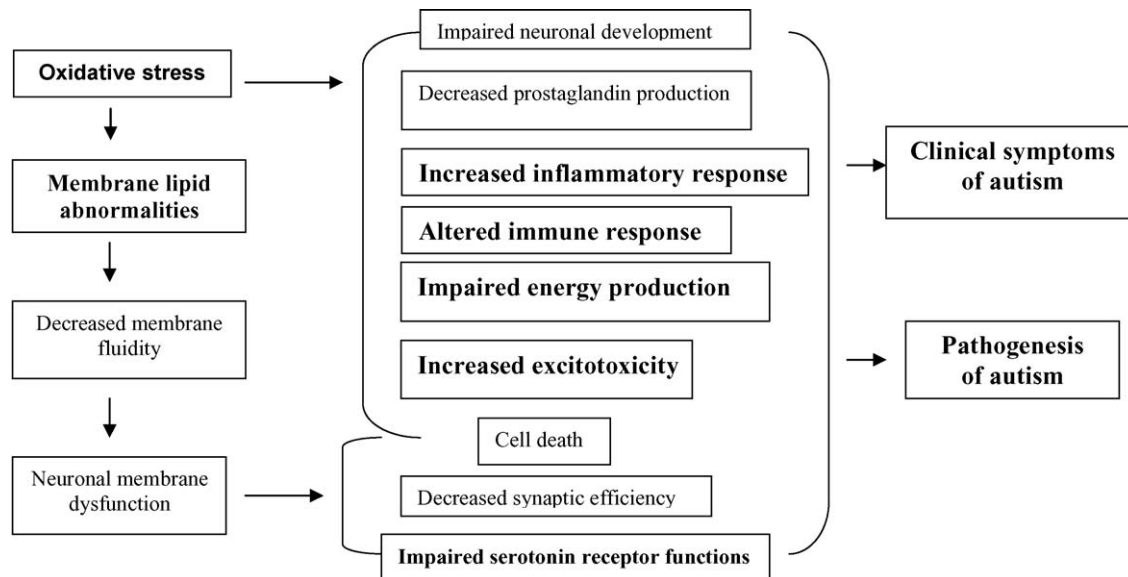 Oxidative stress
Membrane lipid
abnormalities
Decreased membrane
fluidity
Neuronal membrane
dysfunction
Impaired neuronal development
Decreased prostaglandin production
Increased inflammatory response
Altered immune response
Impaired energy production
Increased excitotoxicity
Cell death
Decreased synaptic efficiency
Impaired serotonin receptor functions
Clinical symptoms
of autism
Pathogenesis
of autism